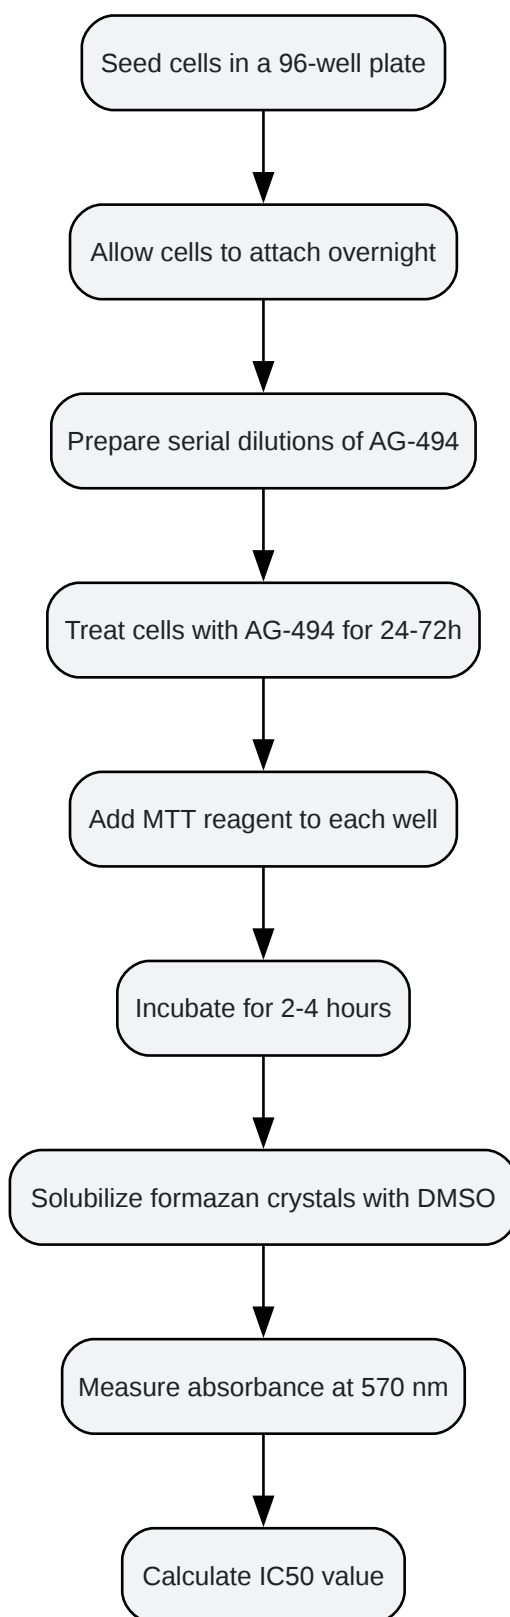 Seed cells in a 96-well plate
Allow cells to attach overnight
Prepare serial dilutions of AG-494
Treat cells with AG-494 for 24-72h
Add MTT reagent to each well
Incubate for 2-4 hours
Solubilize formazan crystals with DMSO
Measure absorbance at 570 nm
Calculate IC50 value